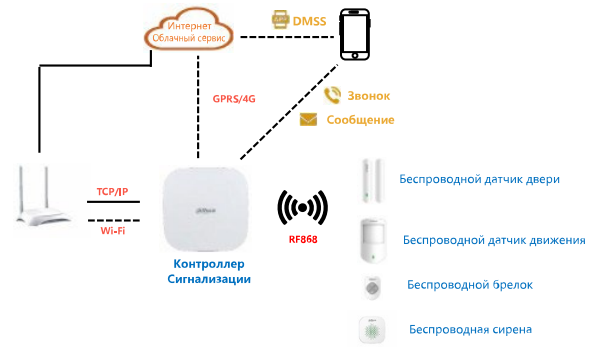 Интернет
Облачный сервис
DMSS
GPRS/4G
Звонок
Сообщение
TCP/IP
Wi-Fi
alhua
RF868
Контроллер
Сигнализации
Беспроводной датчик двери
Беспроводной датчик движения
Беспроводной брелок
Беспроводная сирена